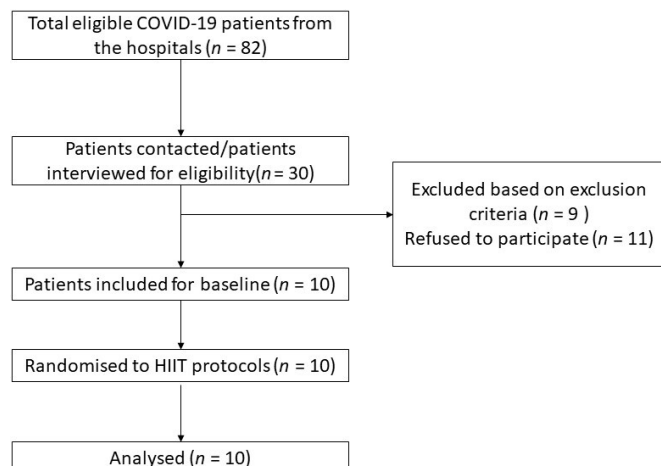 Total eligible COVID-19 patients from
the hospitals (n = 82)
Patients contacted/patients
interviewed for eligibility(n = 30)
Excluded based on exclusion
criteria (n = 9 )
Refused to participate (n = 11)
Patients included for baseline (n = 10)
Randomised to HIIT protocols (n = 10)
Analysed (n = 10)